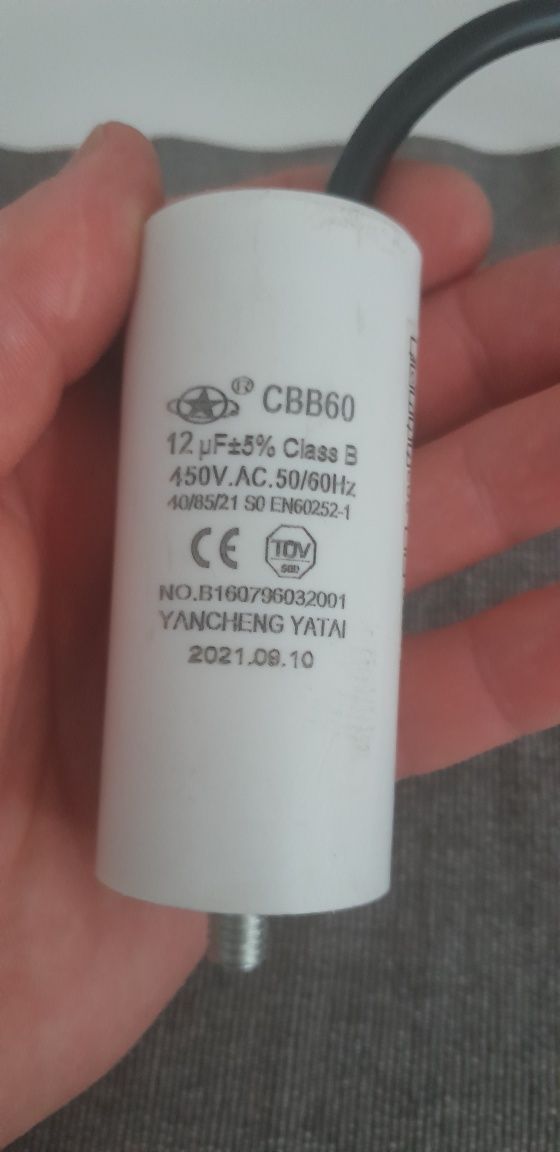 ® CBB60
12 µF±5% Class B
450V.AC.50/60Hz
40/85/21 S0 EN60252-1
CE TÜV SÜD
NO.B160796032001
YANCHENG YATAI
2021.09.10